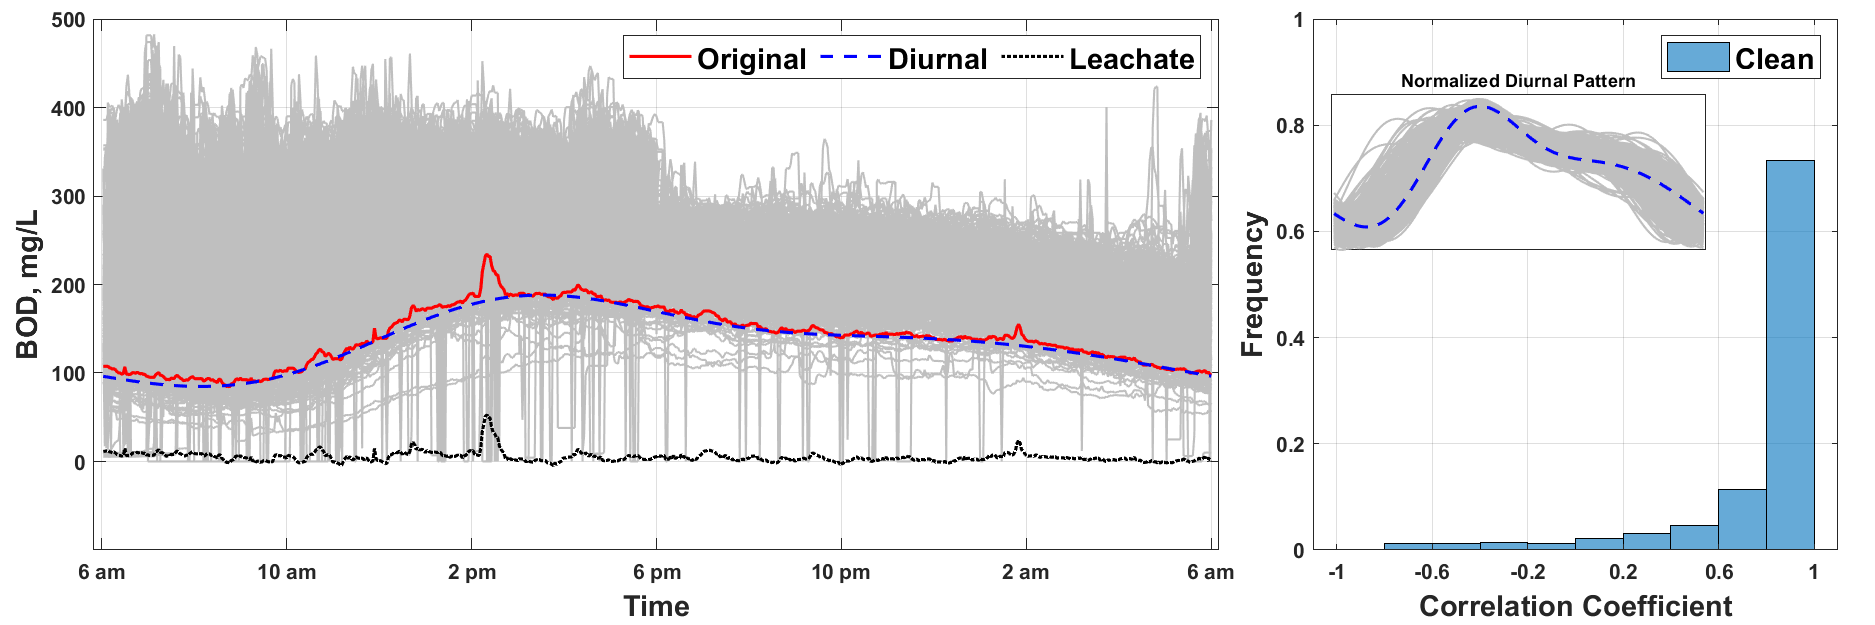 500
400
300
200
100
0
BOD, mg/L
Original Diurnal Leachate
6 am 10 am 2 pm 6 pm 10 pm 2 am 6 am
Time
1
0.8
0.6
0.4
0.2
0
Frequency
Clean
Normalized Diurnal Pattern
-1 -0.6 -0.2 0.2 0.6 1
Correlation Coefficient